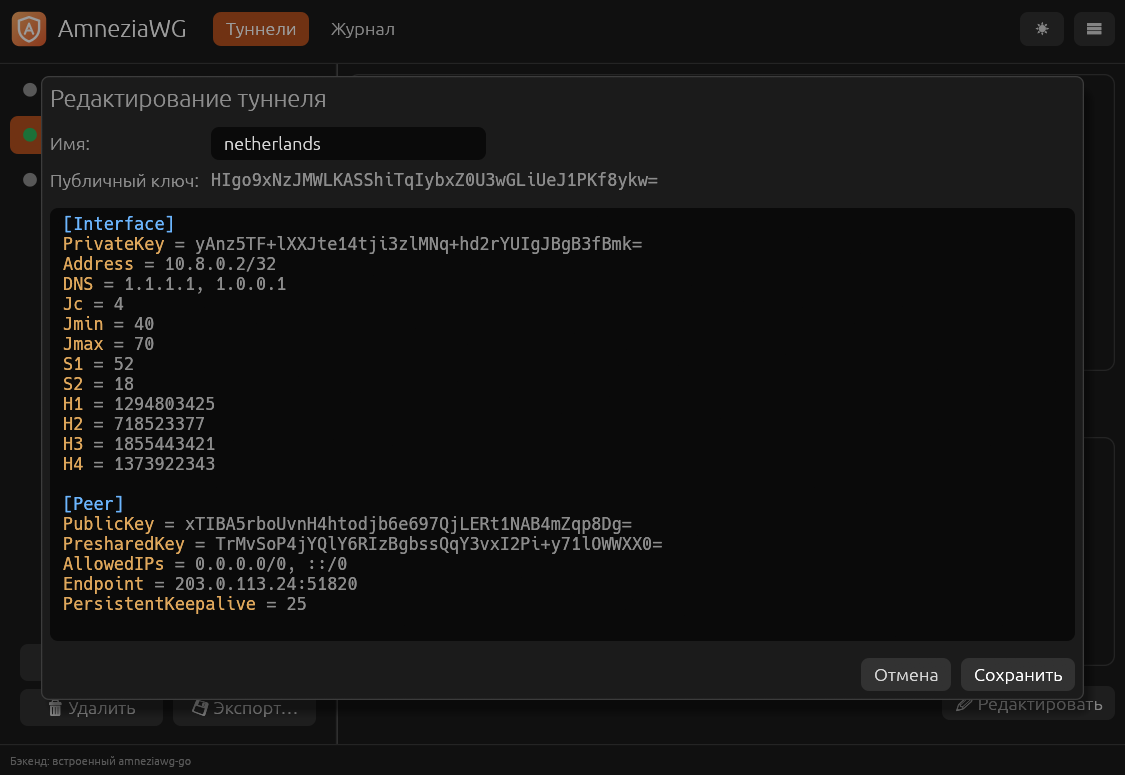 AmneziaWG
Туннели
Журнал
Редактирование туннеля
Имя:
netherlands
Публичный ключ:
HIgo9xNzJMWLKASShiTqIybxZ0U3wGLiUeJ1PKf8ykw=
[Interface]
PrivateKey = yAnz5TF+lXXJte14tji3zlMNq+hd2rYUIgJBgB3fBmk=
Address = 10.8.0.2/32
DNS = 1.1.1.1, 1.0.0.1
Jc = 4
Jmin = 40
Jmax = 70
S1 = 52
S2 = 18
H1 = 1294803425
H2 = 718523377
H3 = 1855443421
H4 = 1373922343
[Peer]
PublicKey = xTIBA5rboUvnH4htodjb6e697QjLERt1NAB4mZqp8Dg=
PresharedKey = TrMvSoP4jYQlY6RIzBgbssQqY3vxI2Pi+y71lOWWXX0=
AllowedIPs = 0.0.0.0/0, ::/0
Endpoint = 203.0.113.24:51820
PersistentKeepalive = 25
Отмена
Сохранить
Удалить
Экспорт…
Редактировать
Бэкенд: встроенный amneziawg-go